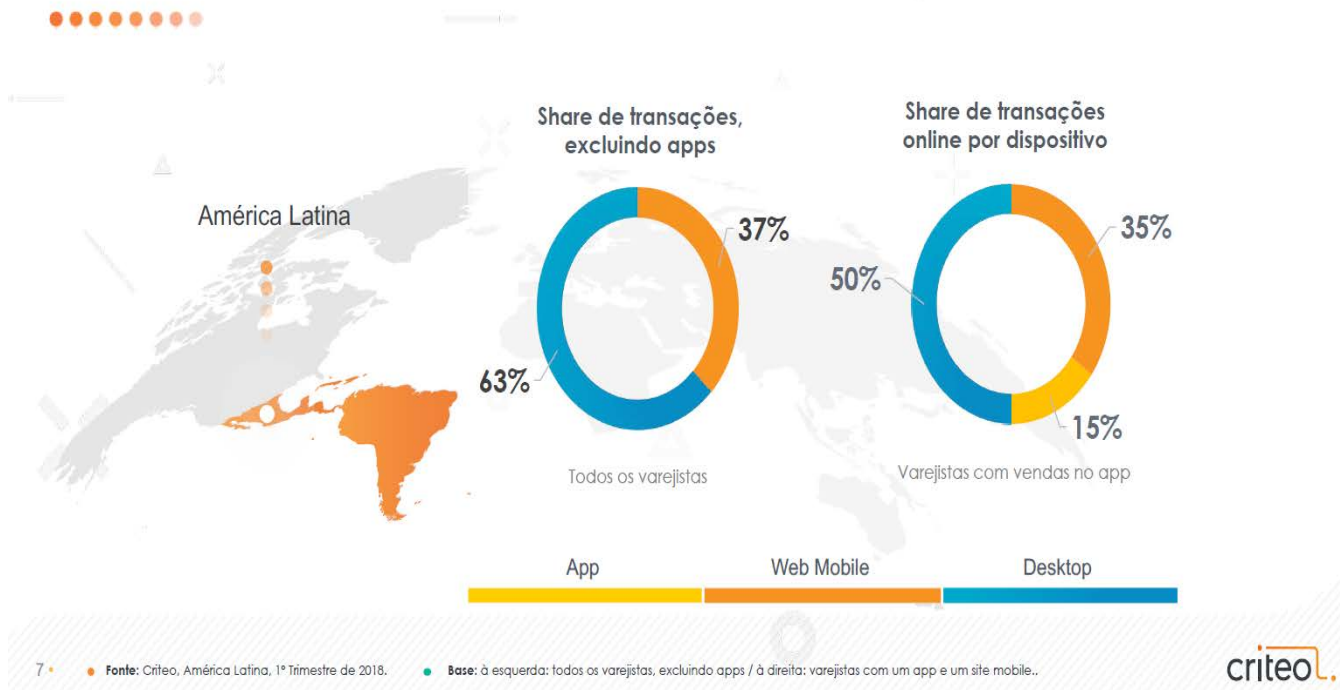 América Latina
Share de transações,
excluindo apps
37%
63%
Todos os varejistas
Share de transações
online por dispositivo
35%
50%
15%
Varejistas com vendas no app
App
Web Mobile
Desktop
7
Fonte: Criteo, América Latina, 1º Trimestre de 2018.
Base: à esquerda: todos os varejistas, excluindo apps / à direita: varejistas com um app e um site mobile..
criteo